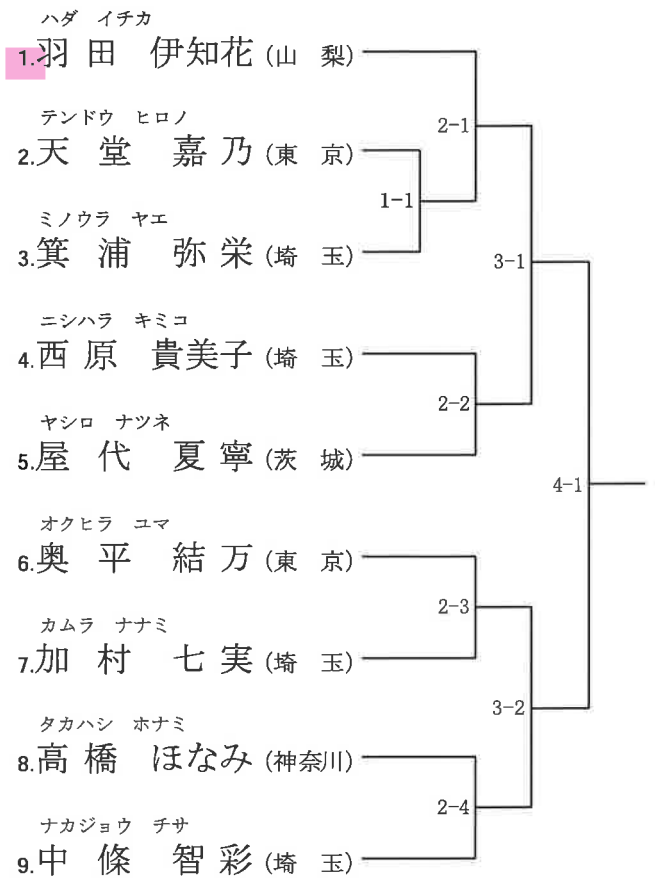 ハダ イチカ
1.羽田 伊知花(山 梨)
2-1
テンドウ ヒロノ
2.天堂 嘉乃(東 京)
1-1
ミノウラ ヤエ
3.箕浦 弥栄(埼 玉)
3-1
ニシハラ キミコ
4.西原 貴美子(埼 玉)
2-2
ヤシロ ナツネ
5.屋代 夏寧(茨 城)
4-1
オクヒラ ユマ
6.奥平 結万(東 京)
2-3
カムラ ナナミ
7.加村 七実(埼 玉)
3-2
タカハシ ホナミ
8.高橋 ほなみ(神奈川)
2-4
ナカジョウ チサ
9.中條 智彩(埼 玉)